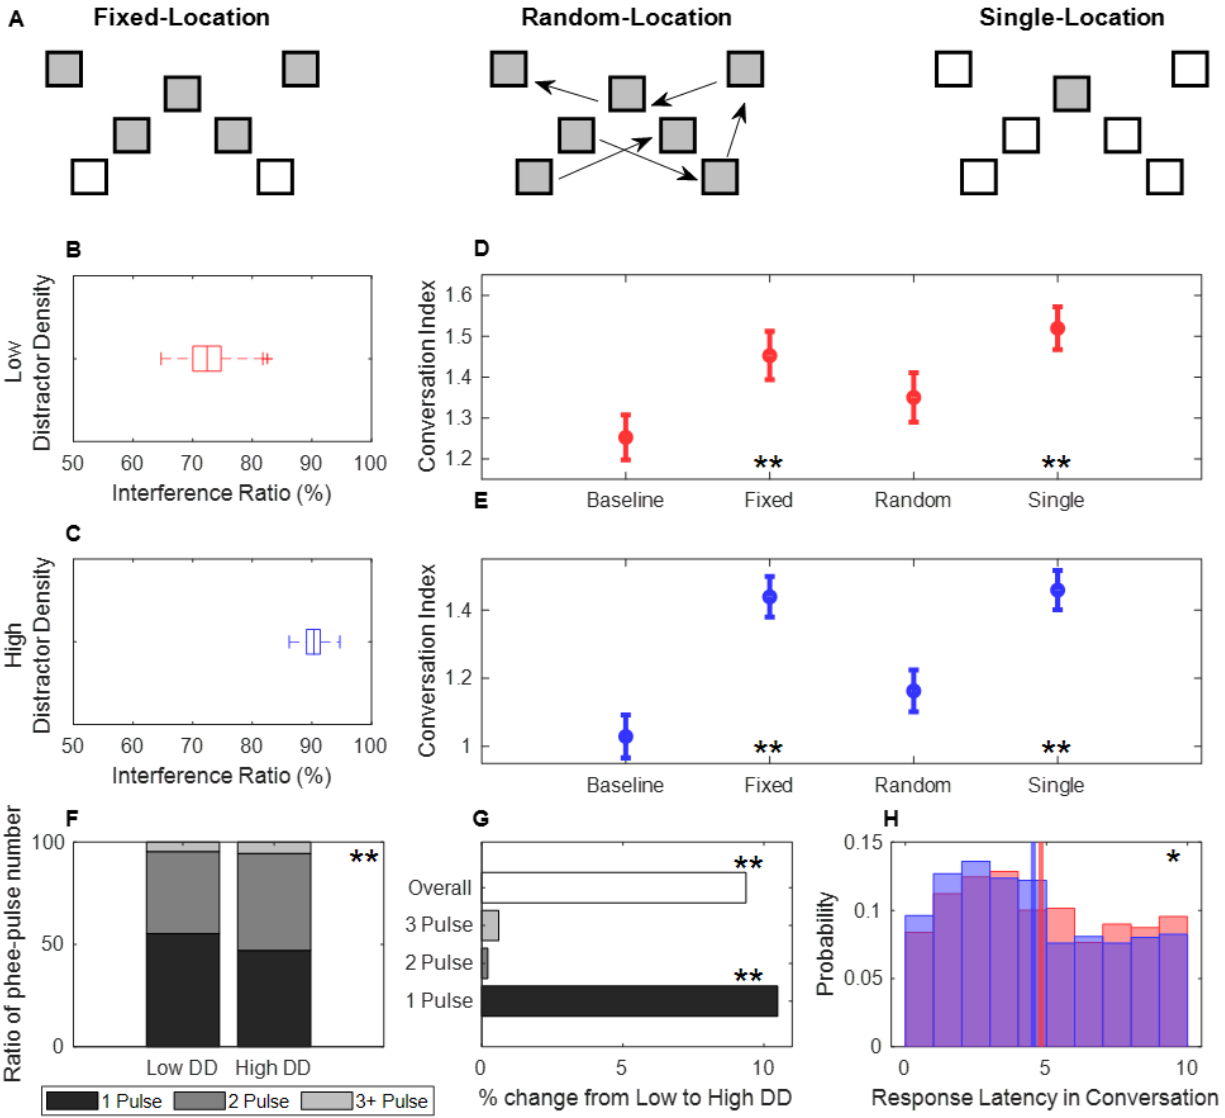 A
Fixed-Location
Random-Location
Single-Location
B
Low
Distractor Density
50 60 70 80 90 100
Interference Ratio (%)
D
Conversation Index
1.6
1.5
1.4
1.3
1.2
** **
Baseline Fixed Random Single
C
High
Distractor Density
50 60 70 80 90 100
Interference Ratio (%)
E
Conversation Index
1.4
1.2
1
** **
Baseline Fixed Random Single
F
Ratio of phee-pulse number
100
50
0
**
Low DD High DD
1 Pulse 2 Pulse 3+ Pulse
G
Overall
3 Pulse
2 Pulse
1 Pulse
**
**
0 5 10
% change from Low to High DD
H
Probability
0.15
0.1
0.05
0
*
0 5 10
Response Latency in Conversation